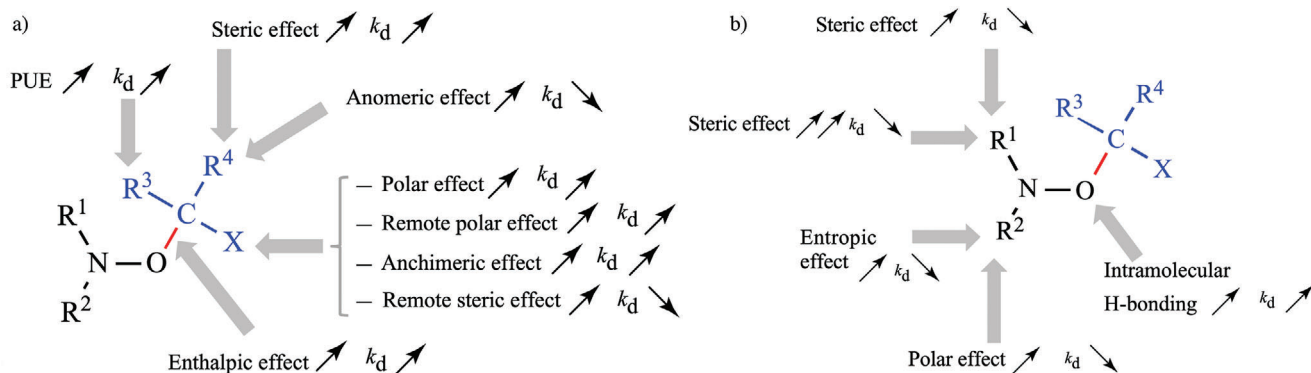 a)
Steric effect ↗ kd ↗
PUE ↗ kd ↗
Anomeric effect ↗ kd ↘
R³
R⁴
C
X
R¹
N
O
R²
— Polar effect ↗ kd ↗
— Remote polar effect ↗ kd ↗
— Anchimeric effect ↗ kd ↗
— Remote steric effect ↗ kd ↘
Enthalpic effect ↗ kd ↗
b)
Steric effect ↗ kd ↘
Steric effect ↗↗ kd ↘
R³
R⁴
C
X
R¹
N
O
R²
Entropic
effect ↗ kd ↘
Intramolecular
H-bonding ↗ kd ↗
Polar effect ↗ kd ↘